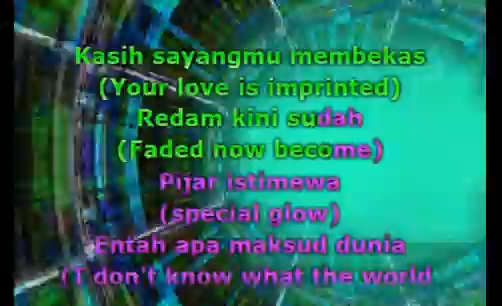 Kasih sayangmu membekas
(Your love is imprinted)
Redam kini sudah
(Faded now become)
Pijar istimewa
(special glow)
Entah apa maksud dunia
(I don't know what the world